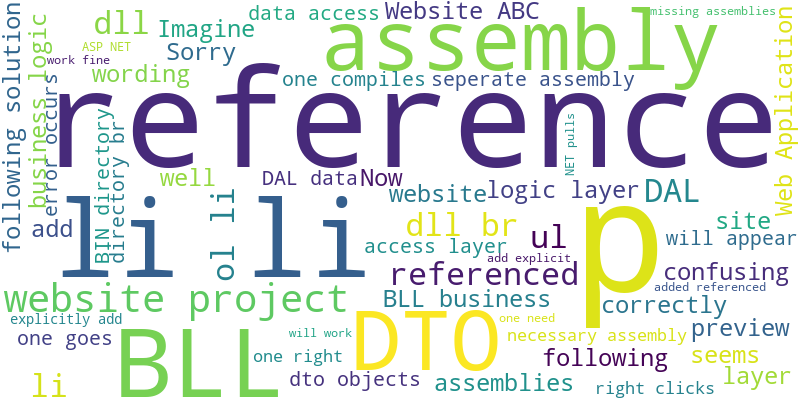 dll
Imagine
data access
Website ABC
missing assemblies
ASP NET
work fine
Sorry
assembly
wording
one compiles
seperate assembly
following solution
business logic
error occurs
reference
Web Application
BIN directory
directory br
NET pulls
well
DAL data
Now
website
logic layer
DAL
add
ol li
li li
dll br
ul
p
site
access layer
will appear
add explicit
referenced
confusing
added referenced
website project
BLL business
correctly
explicitly add
BLL
DTO
will work
one need
necessary assembly
preview
one goes
one right
following
seems
li
dto objects
assemblies
layer
right clicks